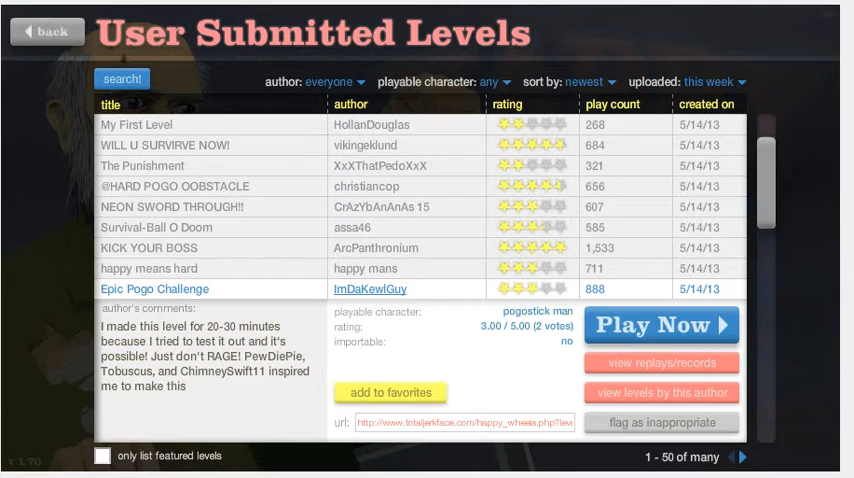 back
User Submitted Levels
search!
author: everyone playable character: any sort by: newest uploaded: this week
title author rating play count created on
My First Level HollanDouglas 268 5/14/13
WILL U SURVIRVE NOW! vikingeklund 684 5/14/13
The Punishment XxXThatPedoXxX 321 5/14/13
@HARD POGO OOBSTACLE christiancop 656 5/14/13
NEON SWORD THROUGH!! CrAzYbAnAnAs 15 607 5/14/13
Survival-Ball O Doom assa46 585 5/14/13
KICK YOUR BOSS ArcPanthronium 1,533 5/14/13
happy means hard happy mans 711 5/14/13
Epic Pogo Challenge ImDaKewlGuy 888 5/14/13
author's comments:
I made this level for 20-30 minutes
because I tried to test it out and it's
possible! Just don't RAGE! PewDiePie,
Tobuscus, and ChimneySwift11 inspired
me to make this
playable character: pogostick man
rating: 3.00 / 5.00 (2 votes)
importable: no
add to favorites
url: http://www.totaljerkface.com/happy_wheels.php?leve
Play Now
view replays/records
view levels by this author
flag as inappropriate
only list featured levels
1 - 50 of many
v 1.70